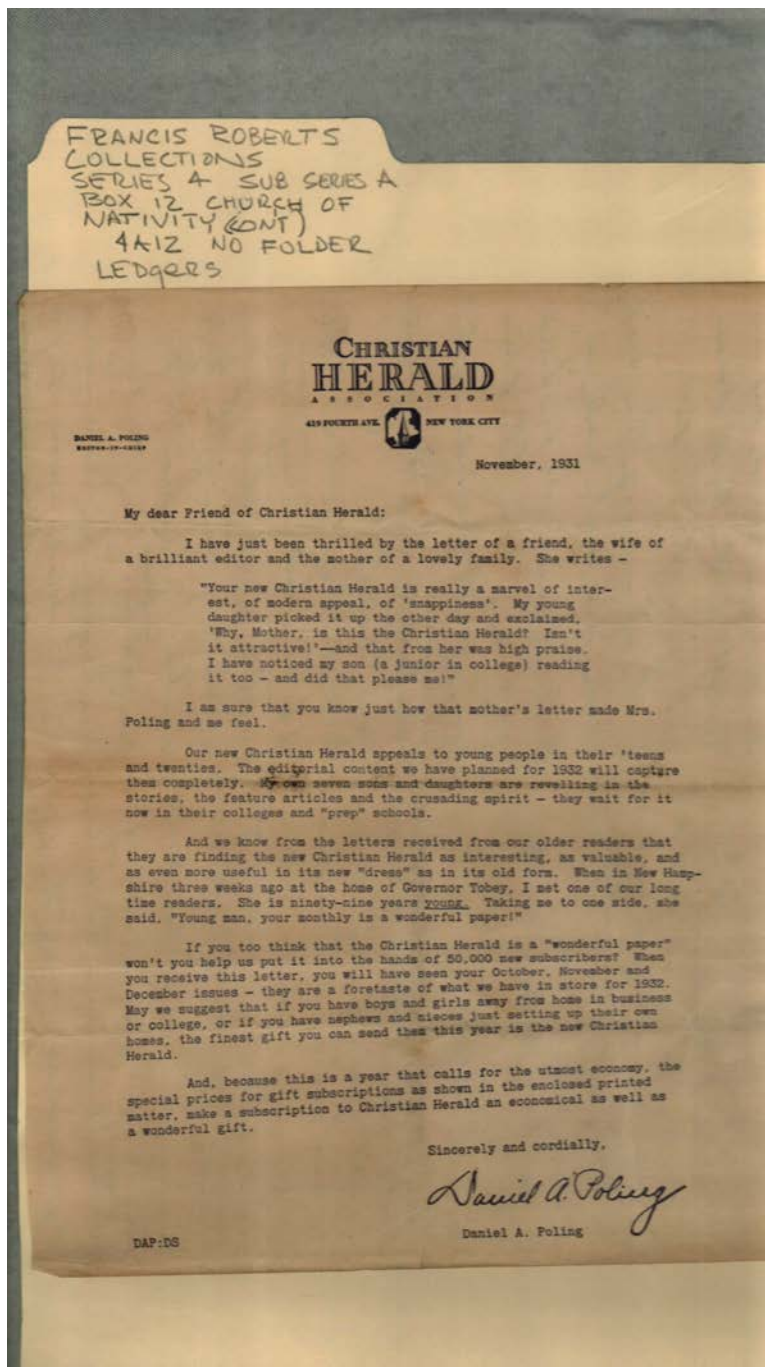 FRANCIS ROBERTS
COLLECTIONS
SERIES 4 SUB SERIES A
BOX 12 CHURCH OF
NATIVITY (CONT)
4A12 NO FOLDER
LEDgERS
CHRISTIAN
HERALD
ASSOCIATION
419 FOURTH AVE. NEW YORK CITY
DANIEL A. POLING
EDITOR-IN-CHIEF
November, 1931
My dear Friend of Christian Herald:
I have just been thrilled by the letter of a friend, the wife of
a brilliant editor and the mother of a lovely family. She writes -
"Your new Christian Herald is really a marvel of inter-
est, of modern appeal, of 'snappiness'. My young
daughter picked it up the other day and exclaimed,
'Why, Mother, is this the Christian Herald? Isn't
it attractive!'—and that from her was high praise.
I have noticed my son (a junior in college) reading
it too - and did that please me!"
I am sure that you know just how that mother's letter made Mrs.
Poling and me feel.
Our new Christian Herald appeals to young people in their 'teens
and twenties. The editorial content we have planned for 1932 will capture
them completely. My own seven sons and daughters are revelling in the
stories, the feature articles and the crusading spirit - they wait for it
now in their colleges and "prep" schools.
And we know from the letters received from our older readers that
they are finding the new Christian Herald as interesting, as valuable, and
as even more useful in its new "dress" as in its old form. When in New Hamp-
shire three weeks ago at the home of Governor Tobey, I met one of our long
time readers. She is ninety-nine years young. Taking me to one side, she
said, "Young man, your monthly is a wonderful paper!"
If you too think that the Christian Herald is a "wonderful paper"
won't you help us put it into the hands of 50,000 new subscribers? When
you receive this letter, you will have seen your October, November and
December issues - they are a foretaste of what we have in store for 1932.
May we suggest that if you have boys and girls away from home in business
or college, or if you have nephews and nieces just setting up their own
homes, the finest gift you can send them this year is the new Christian
Herald.
And, because this is a year that calls for the utmost economy, the
special prices for gift subscriptions as shown in the enclosed printed
matter, make a subscription to Christian Herald an economical as well as
a wonderful gift.
Sincerely and cordially,
Daniel A. Poling
Daniel A. Poling
DAP:DS